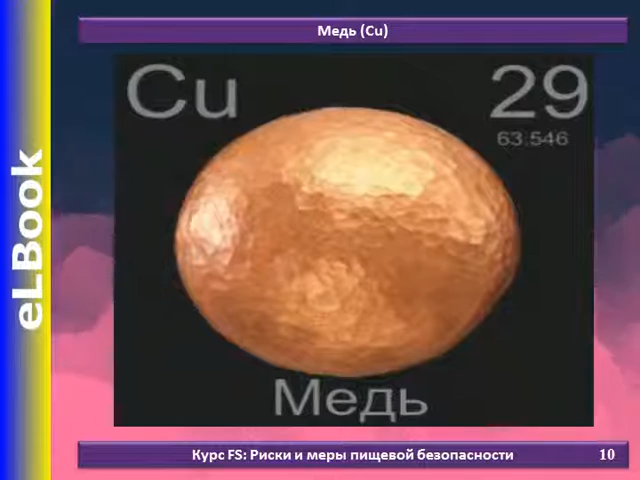 Медь (Cu)
Cu
29
63.546
Медь
eLBook
Курс FS: Риски и меры пищевой безопасности
10